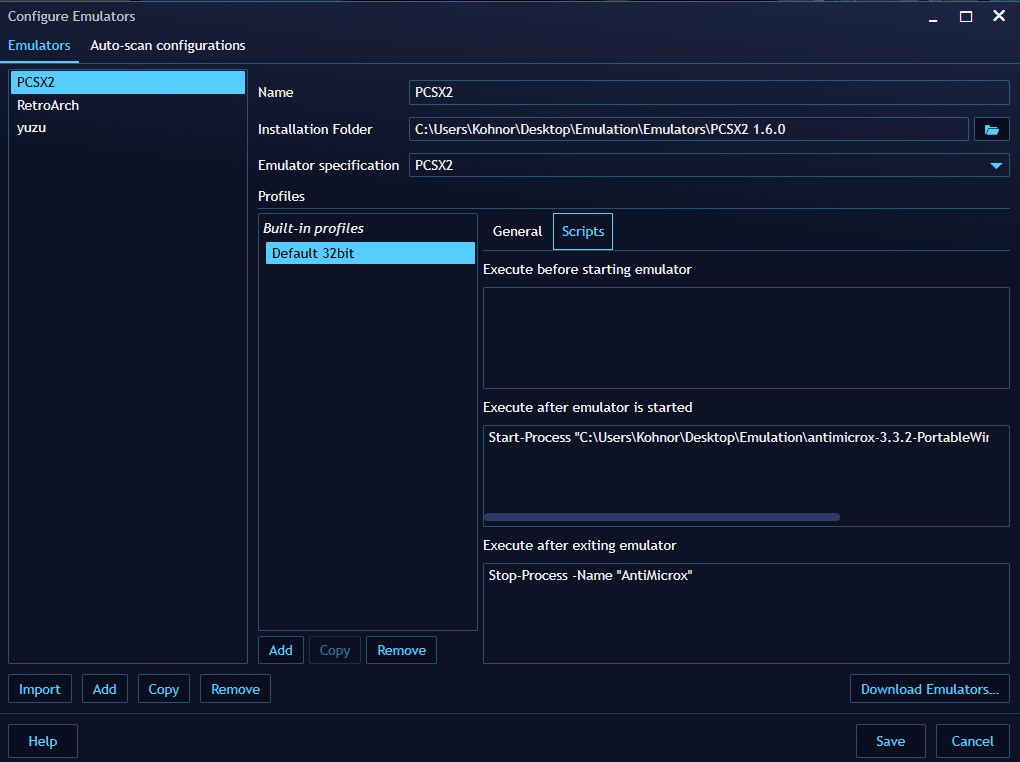 Configure Emulators
Emulators Auto-scan configurations
PCSX2
RetroArch
yuzu
Name PCSX2
Installation Folder C:\Users\Kohnor\Desktop\Emulation\Emulators\PCSX2 1.6.0
Emulator specification PCSX2
Profiles
Built-in profiles
Default 32bit
General Scripts
Execute before starting emulator
Execute after emulator is started
Start-Process "C:\Users\Kohnor\Desktop\Emulation\antimicrox-3.3.2-PortableWir
Execute after exiting emulator
Stop-Process -Name "AntiMicrox"
Add Copy Remove
Import Add Copy Remove Download Emulators...
Help Save Cancel